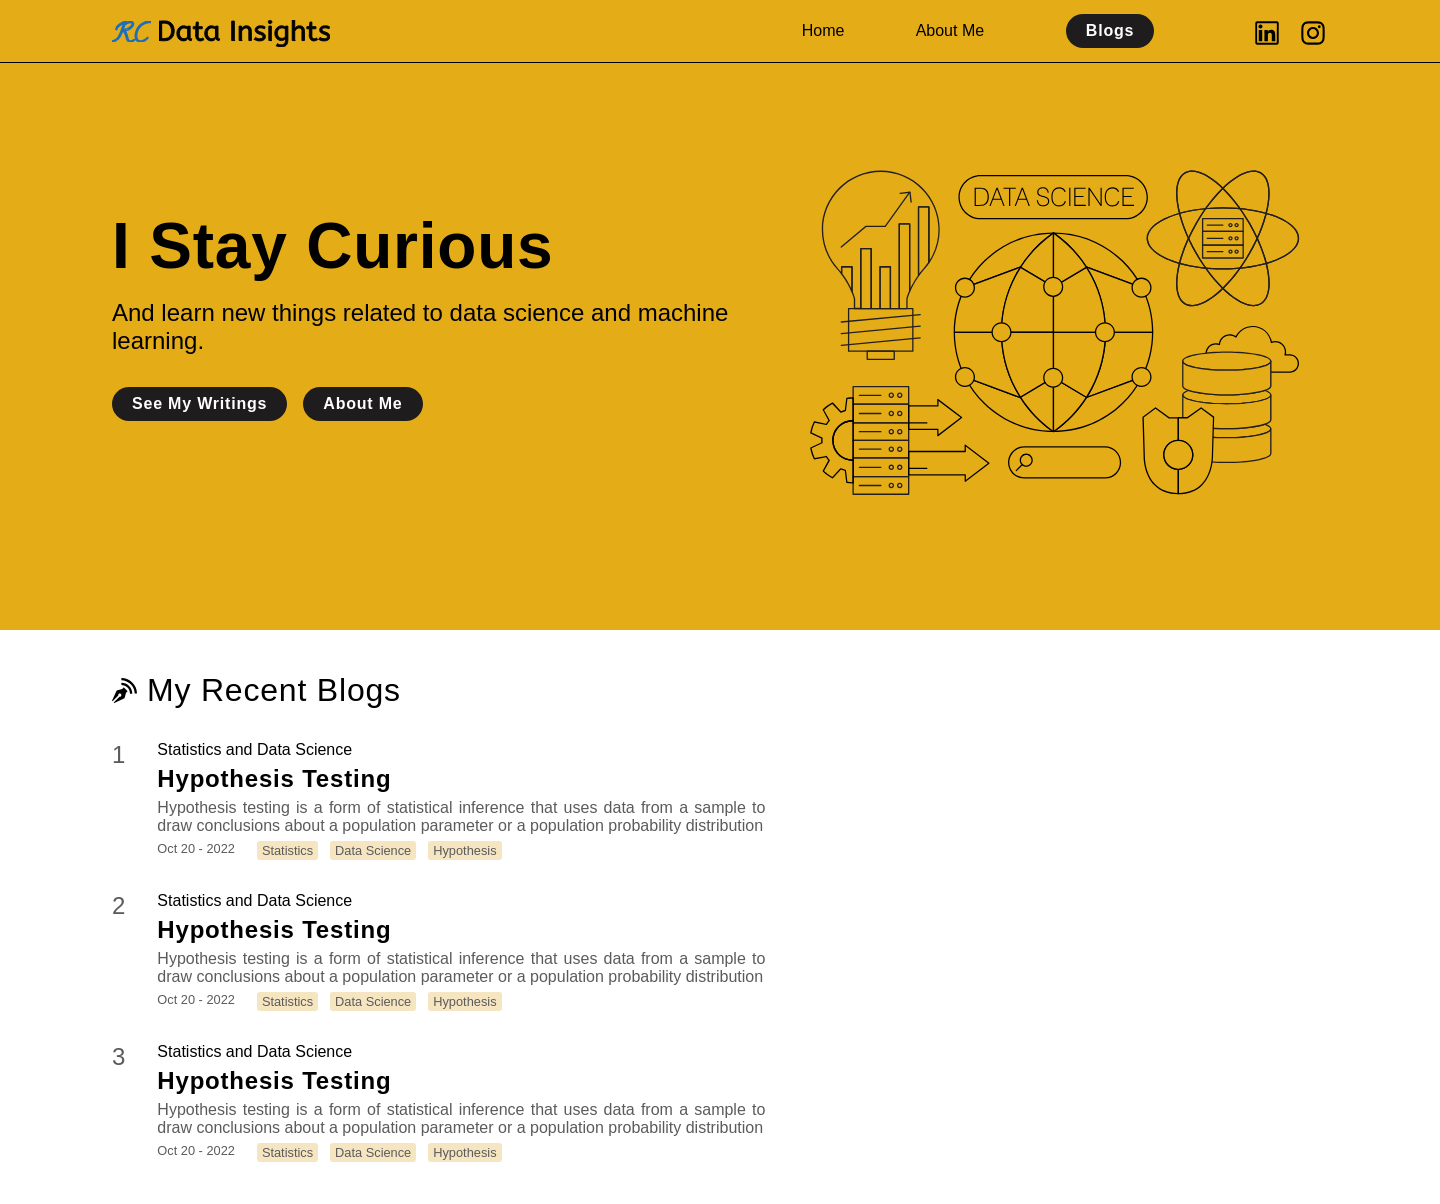 RC Data Insights
Home
About Me
Blogs
DATA SCIENCE
I Stay Curious
And learn new things related to data science and machine
learning.
See My Writings
About Me
My Recent Blogs
1
Statistics and Data Science
Hypothesis Testing
Hypothesis testing is a form of statistical inference that uses data from a sample to
draw conclusions about a population parameter or a population probability distribution
Oct 20 - 2022 Statistics Data Science Hypothesis
2
Statistics and Data Science
Hypothesis Testing
Hypothesis testing is a form of statistical inference that uses data from a sample to
draw conclusions about a population parameter or a population probability distribution
Oct 20 - 2022 Statistics Data Science Hypothesis
3
Statistics and Data Science
Hypothesis Testing
Hypothesis testing is a form of statistical inference that uses data from a sample to
draw conclusions about a population parameter or a population probability distribution
Oct 20 - 2022 Statistics Data Science Hypothesis